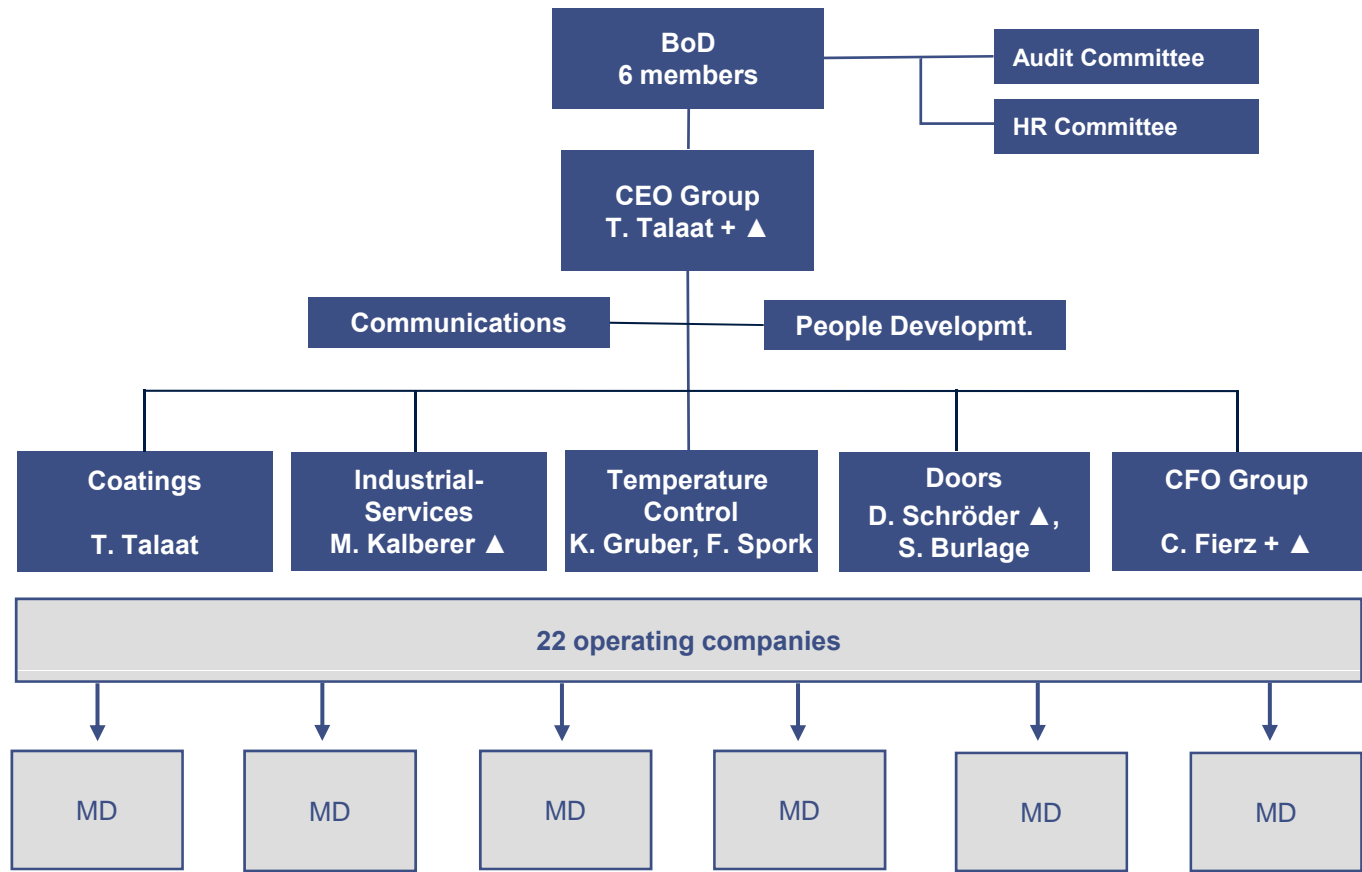 BoD
6 members
Audit Committee
HR Committee
CEO Group
T. Talaat + ▲
Communications
People Developmt.
Coatings
T. Talaat
Industrial-
Services
M. Kalberer ▲
Temperature
Control
K. Gruber, F. Spork
Doors
D. Schröder ▲,
S. Burlage
CFO Group
C. Fierz + ▲
22 operating companies
MD
MD
MD
MD
MD
MD